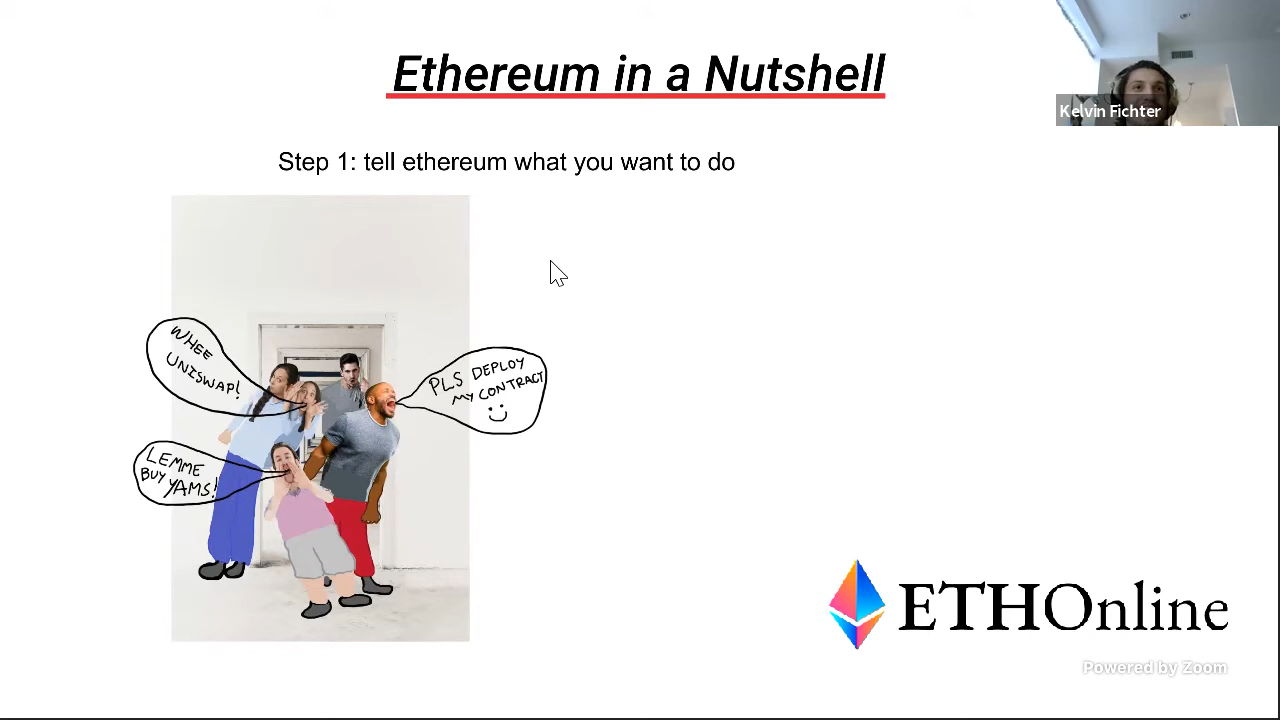 Ethereum in a Nutshell
Kelvin Fichter
Step 1: tell ethereum what you want to do
WHEE
UNISWAP!
PLS DEPLOY
MY CONTRACT
LEMME
BUY YAMS!
ETHOnline
Powered by Zoom